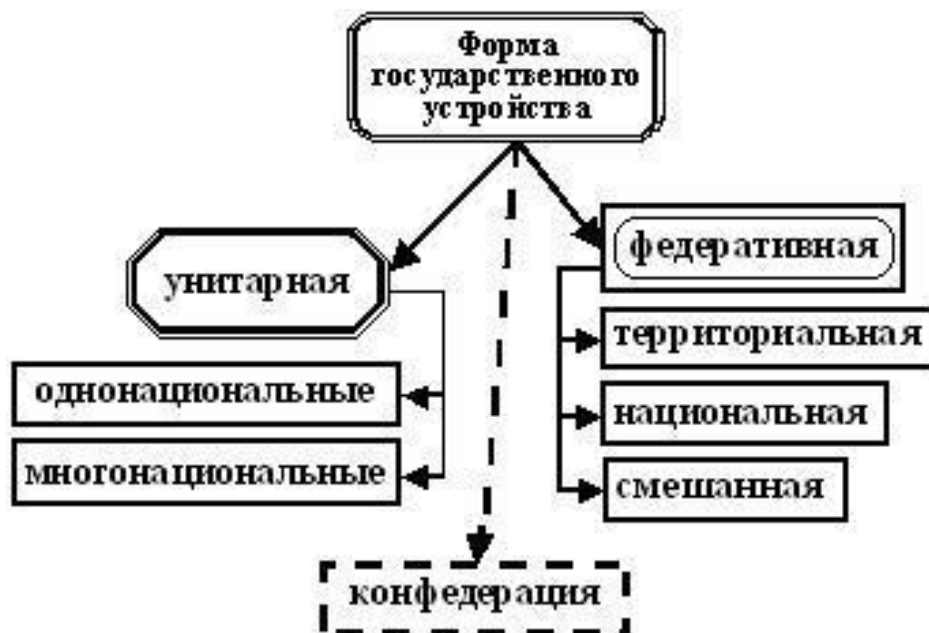 Форма
государственного
устройства
унитарная
однонациональные
многонациональные
федеративная
территориальная
национальная
смешанная
конфедерация